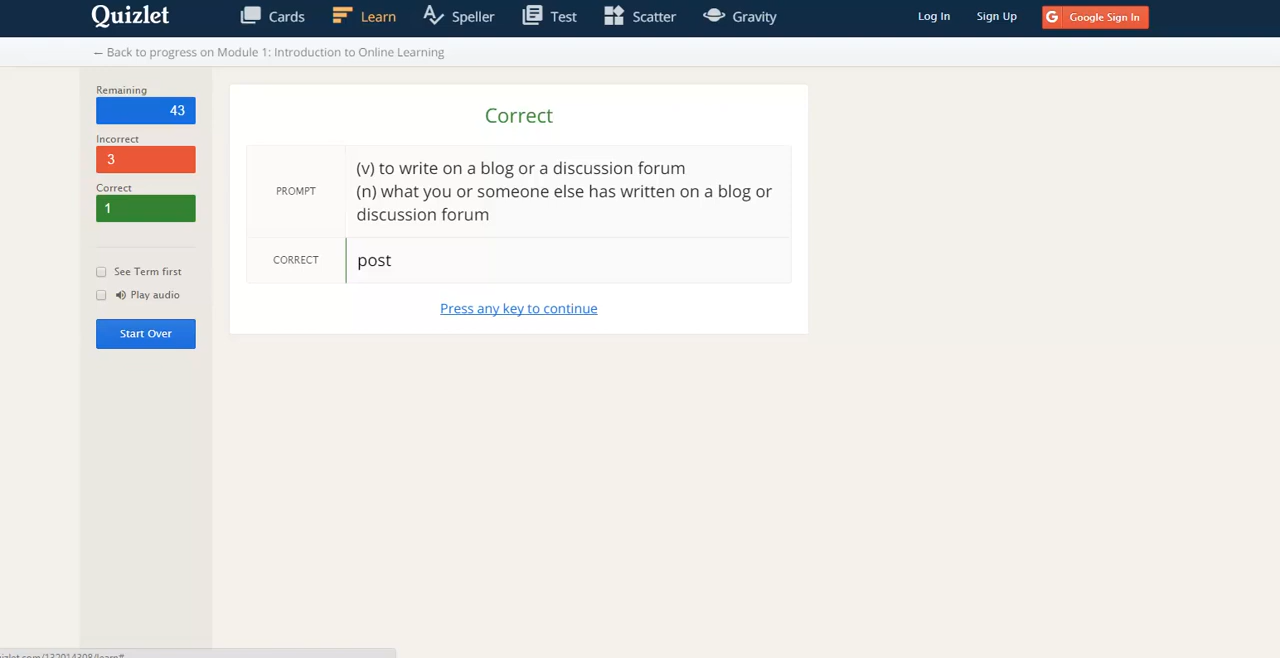 Quizlet
Cards
Learn
Speller
Test
Scatter
Gravity
Log In
Sign Up
G Google Sign In
← Back to progress on Module 1: Introduction to Online Learning
Remaining
43
Incorrect
3
Correct
1
See Term first
Play audio
Start Over
Correct
PROMPT
(v) to write on a blog or a discussion forum
(n) what you or someone else has written on a blog or
discussion forum
CORRECT
post
Press any key to continue